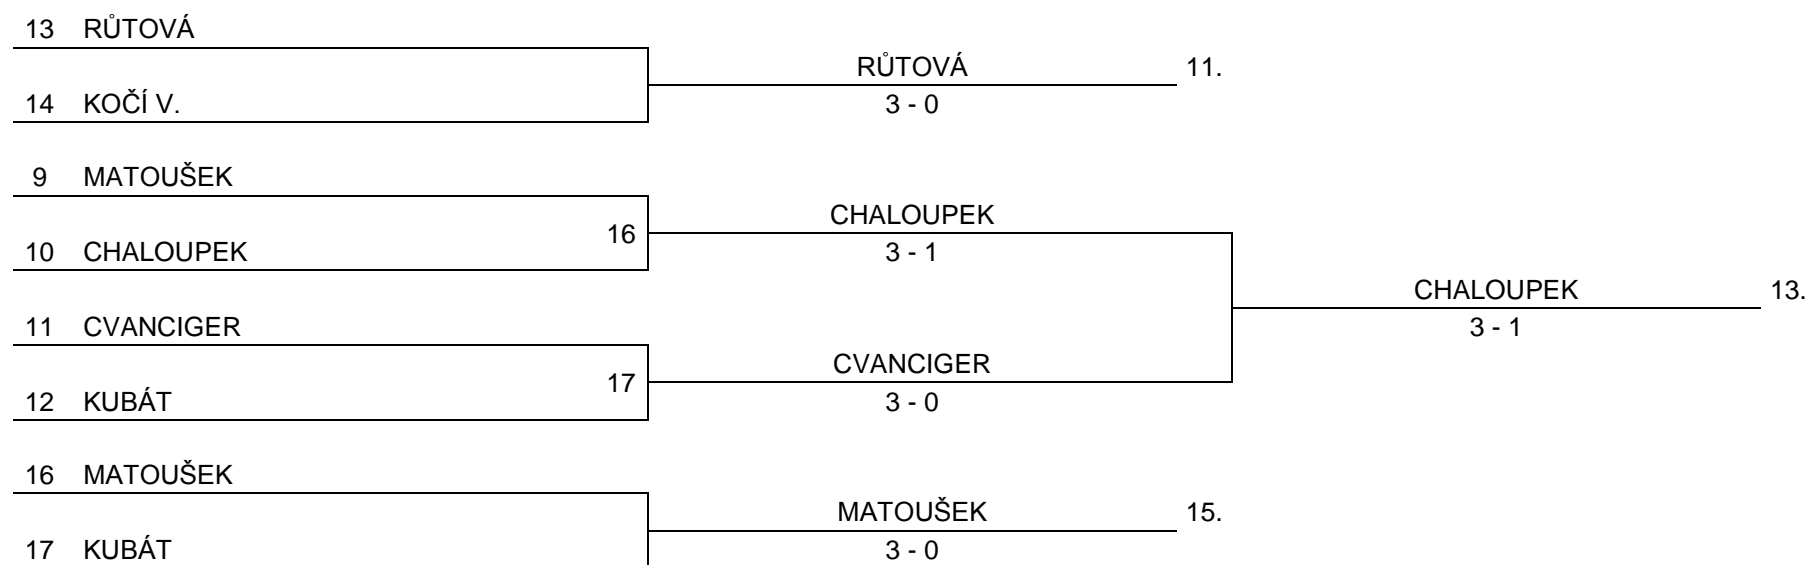 13 RŮTOVÁ
RŮTOVÁ 11.
14 KOČÍ V.
3 - 0
9 MATOUŠEK
CHALOUPEK
16
10 CHALOUPEK
3 - 1
CHALOUPEK 13.
11 CVANCIGER
3 - 1
CVANCIGER
17
12 KUBÁT
3 - 0
16 MATOUŠEK
MATOUŠEK 15.
17 KUBÁT
3 - 0